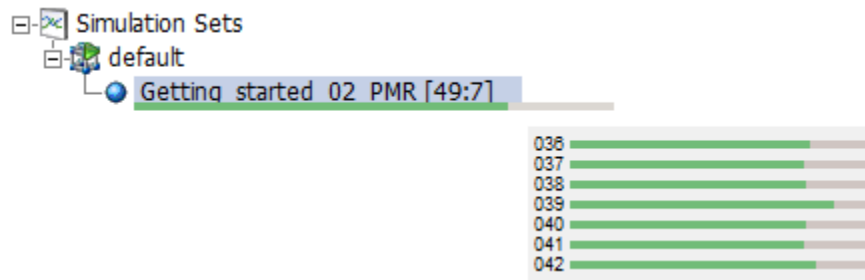 Simulation Sets
default
Getting started 02 PMR [49:7]
036
037
038
039
040
041
042